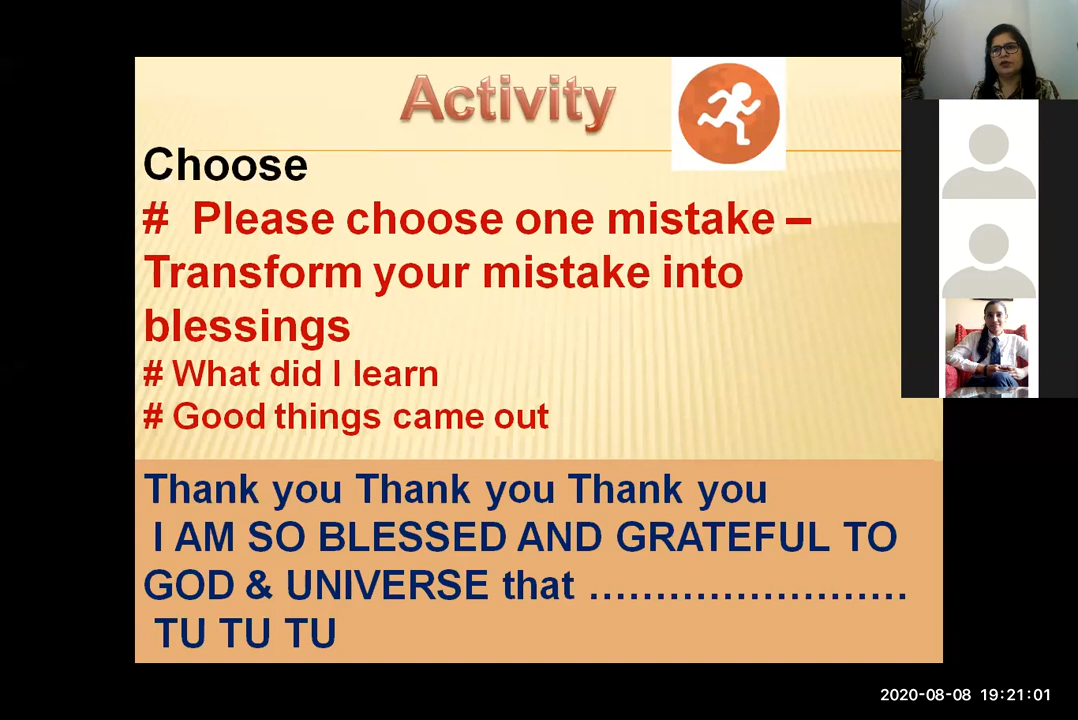 Activity
Choose
# Please choose one mistake –
Transform your mistake into
blessings
# What did I learn
# Good things came out
Thank you Thank you Thank you
I AM SO BLESSED AND GRATEFUL TO
GOD & UNIVERSE that ........................
TU TU TU
2020-08-08 19:21:01